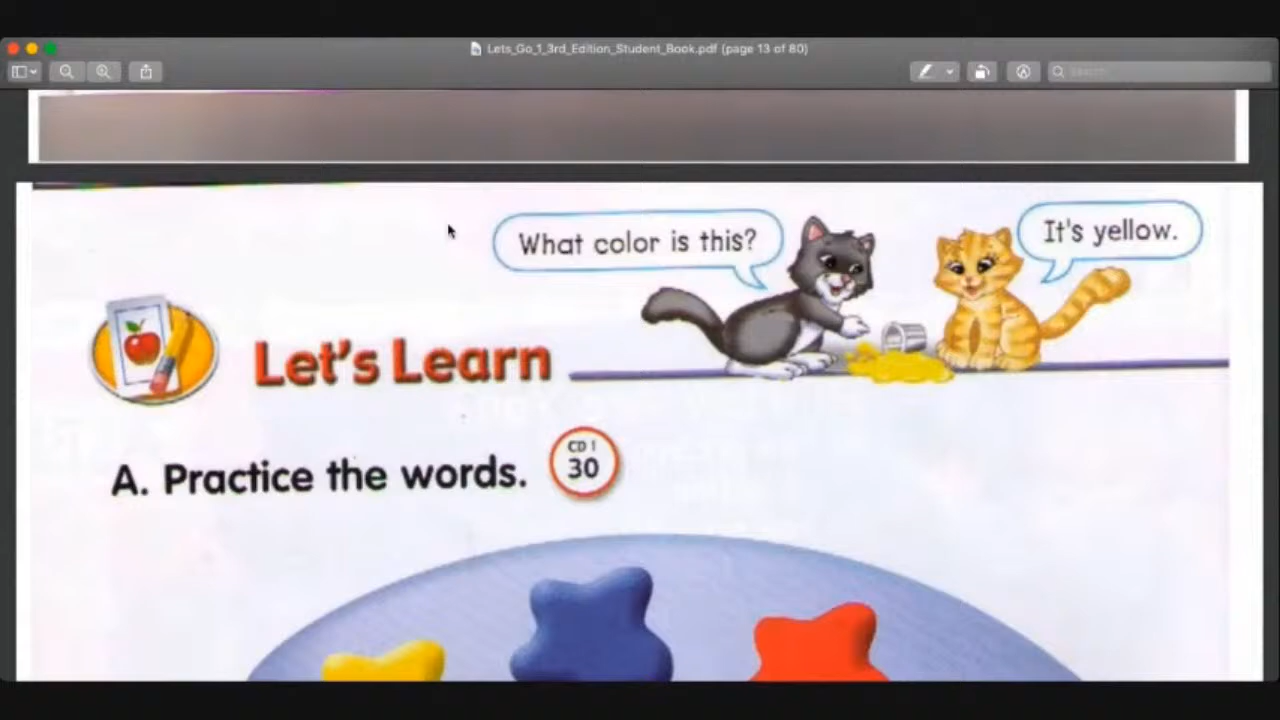 Lets_Go_1_3rd_Edition_Student_Book.pdf (page 13 of 80)
Search
What color is this?
It's yellow.
Let's Learn
A. Practice the words.
CD 1
30